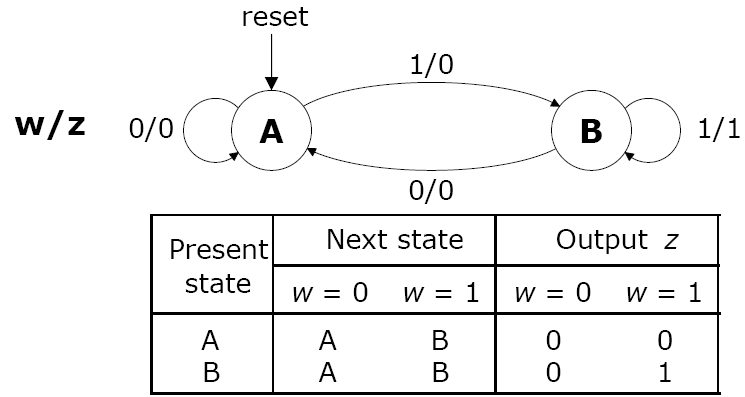 reset
1/0
w/z 0/0 A B 1/1
0/0
Present state Next state Output z
w = 0 w = 1 w = 0 w = 1
A A B 0 0
B A B 0 1